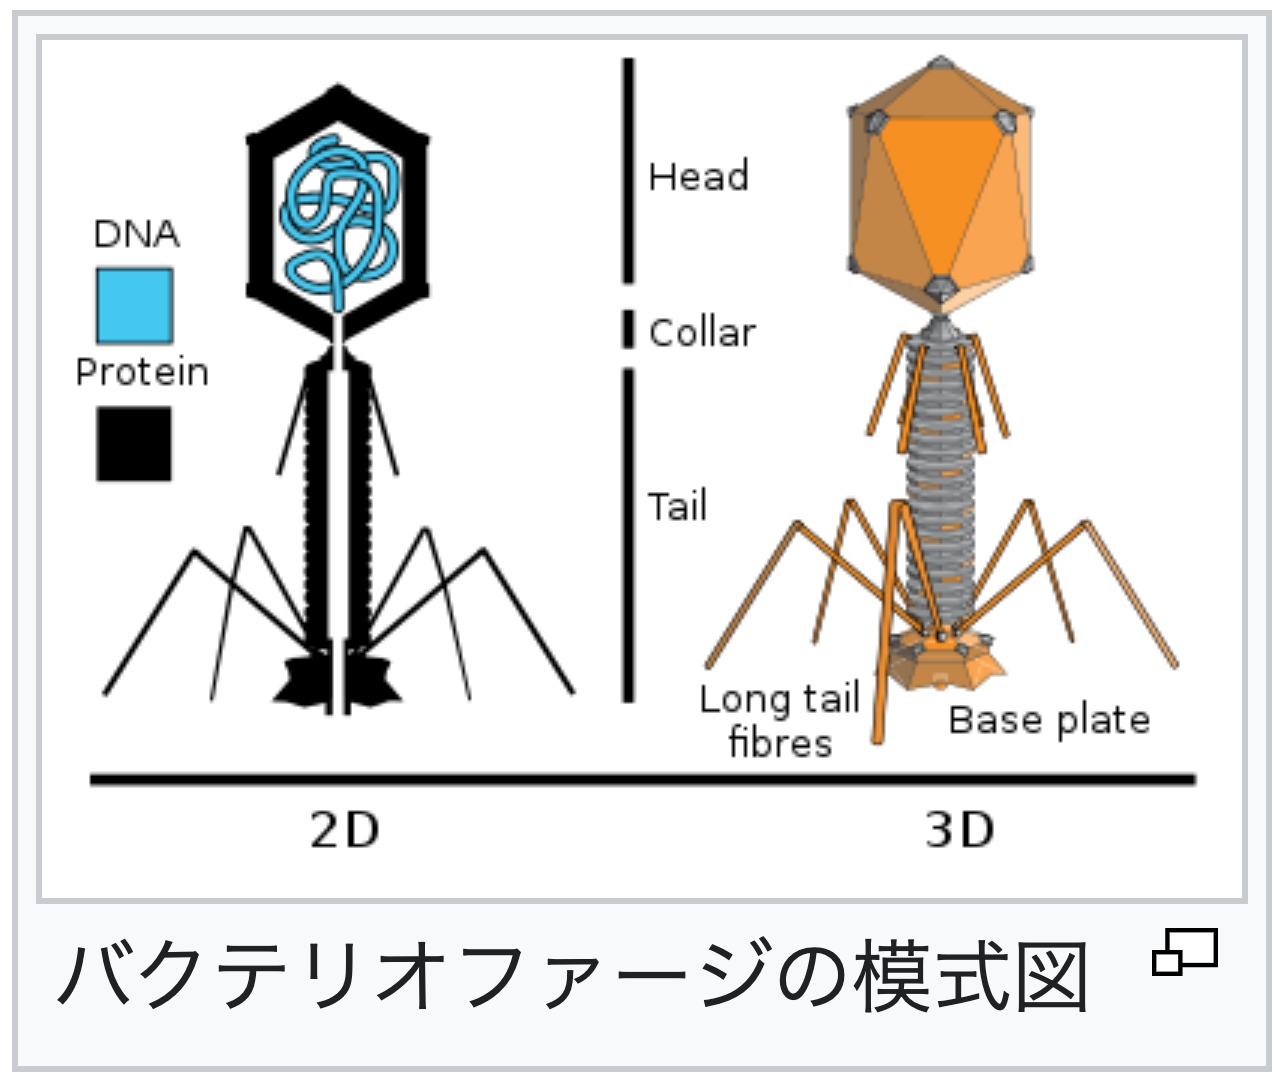 DNA
Protein
Head
Collar
Tail
Long tail
fibres
Base plate
2D
3D
バクテリオファージの模式図